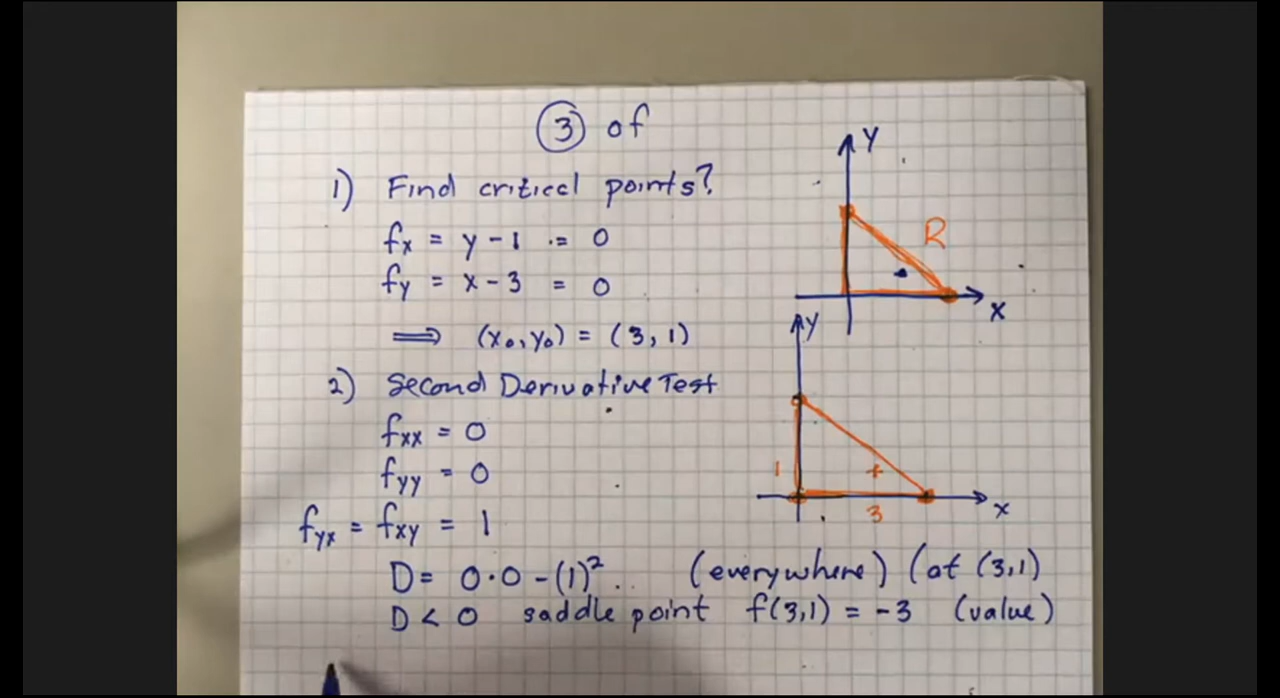 3 of
1) Find critical points?
fx = y - 1 = 0
fy = x - 3 = 0
⟹ (x₀, y₀) = (3, 1)
2) Second Derivative Test
fxx = 0
fyy = 0
fyx = fxy = 1
D = 0·0 - (1)² .. (everywhere) (at (3,1)
D < 0 saddle point f(3,1) = -3 (value)
Y
R
X
Y
1
3
X